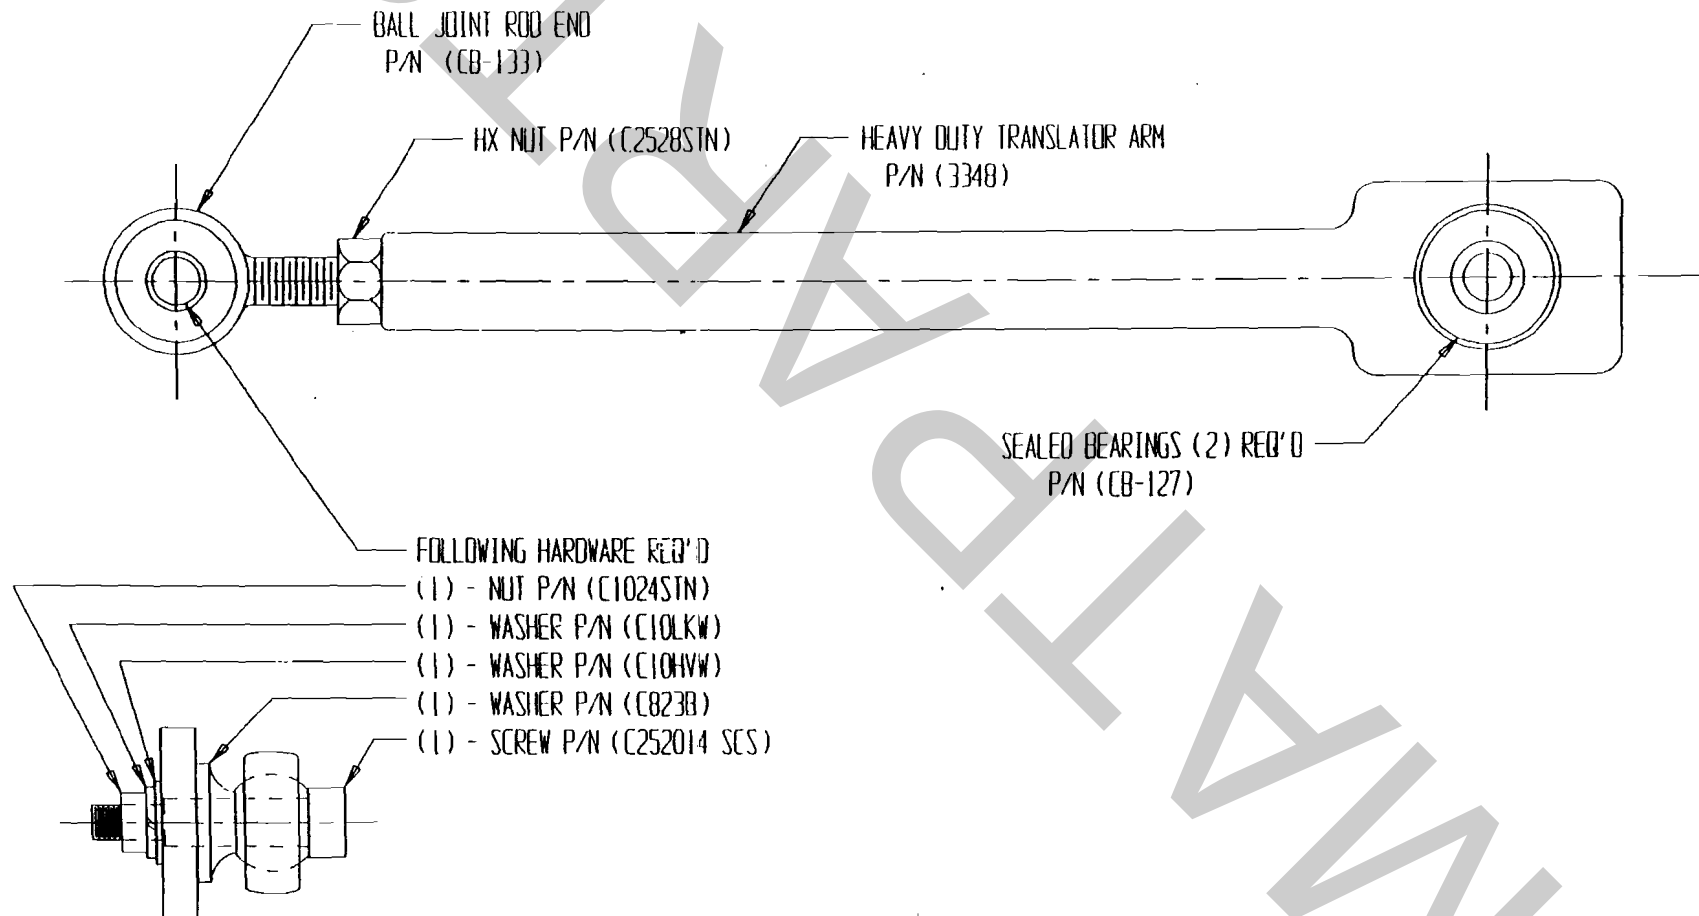 BALL JOINT ROD END
P/N (CB-133)
HX NUT P/N (C2528STN)
HEAVY DUTY TRANSLATOR ARM
P/N (3348)
SEALED BEARINGS (2) REQ'D
P/N (CB-127)
FOLLOWING HARDWARE REQ'D
(1) - NUT P/N (C1024STN)
(1) - WASHER P/N (C10LKW)
(1) - WASHER P/N (C10HVW)
(1) - WASHER P/N (C823B)
(1) - SCREW P/N (C252014 SCS)